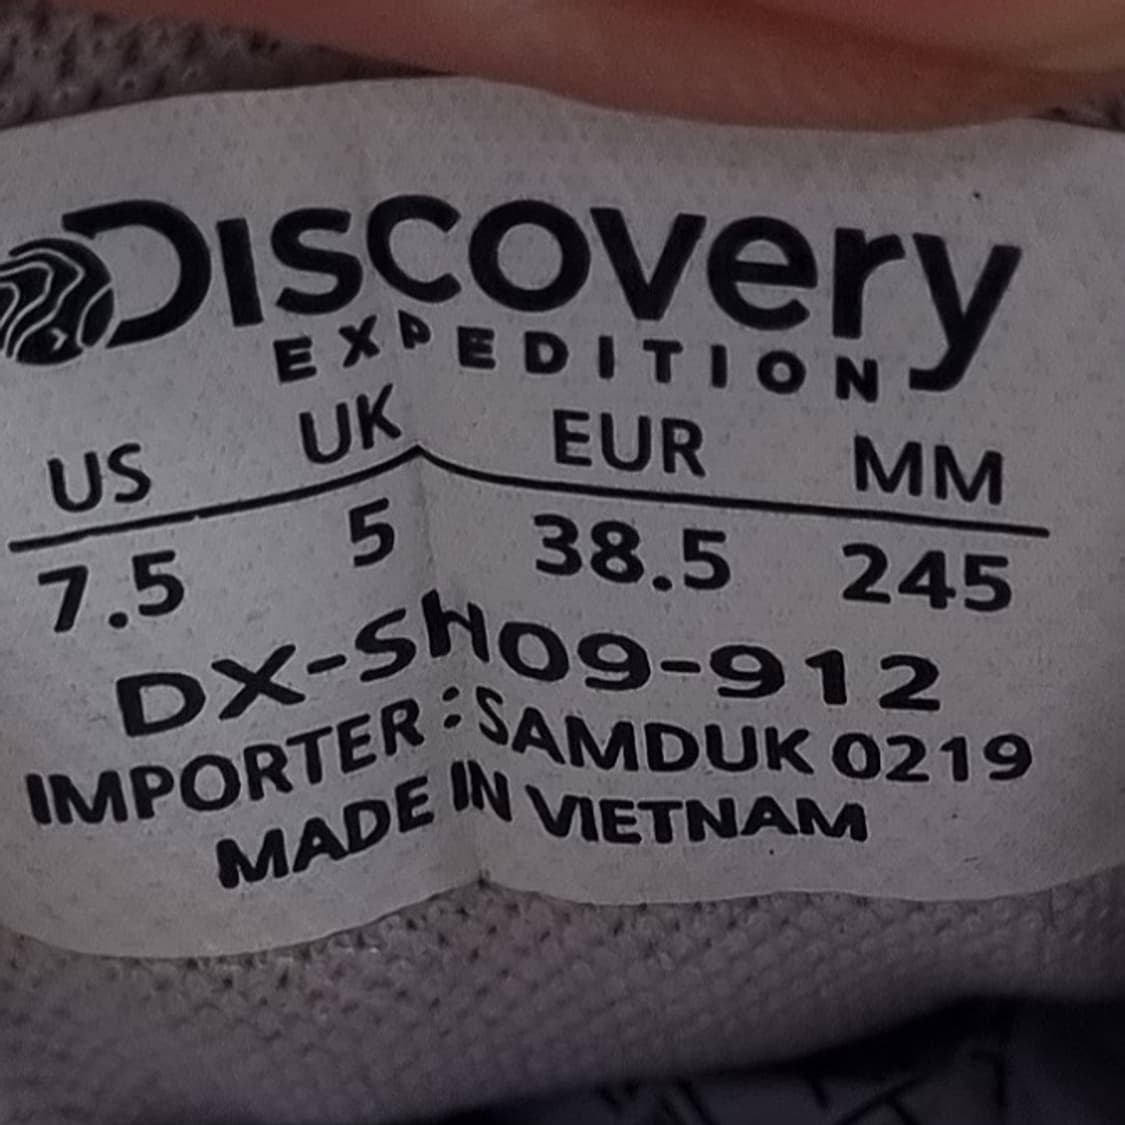 Discovery
EXPEDITION
US UK EUR MM
7.5 5 38.5 245
DX-SH09-912
IMPORTER:SAMDUK 0219
MADE IN VIETNAM